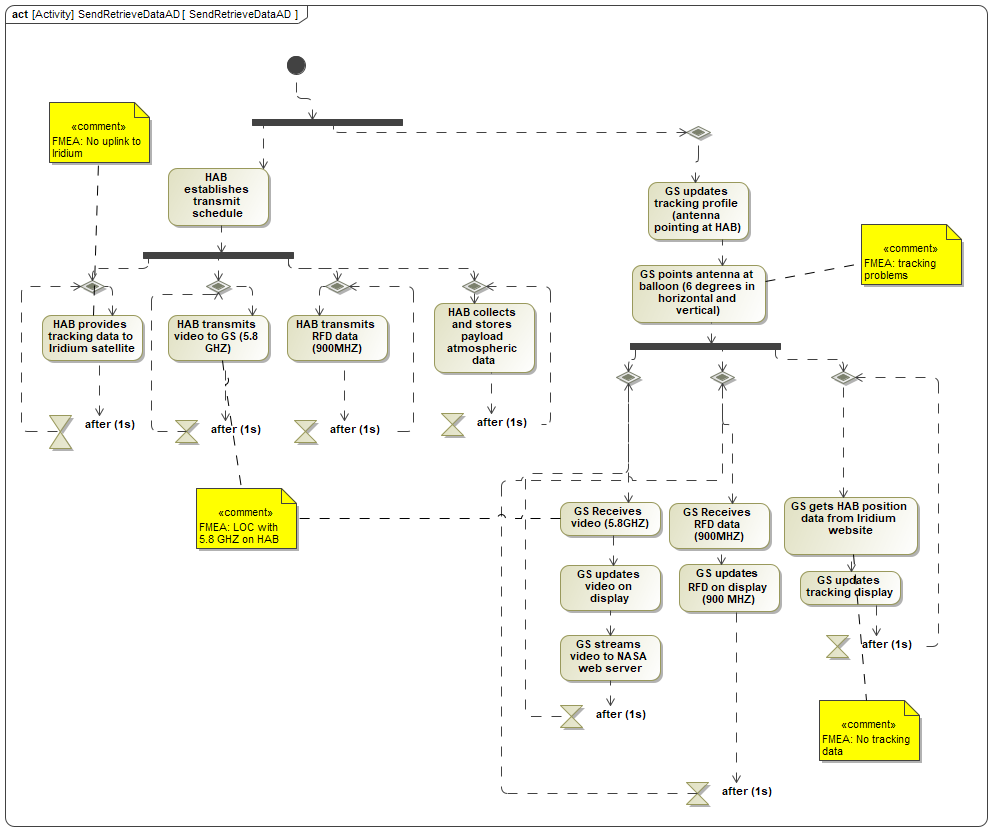 act [Activity] SendRetrieveDataAD [ SendRetrieveDataAD ]
«comment»
FMEA: No uplink to
Iridium
HAB
establishes
transmit
schedule
GS updates
tracking profile
(antenna
pointing at HAB)
«comment»
FMEA: tracking
problems
GS points antenna at
balloon (6 degrees in
horizontal and
vertical)
HAB provides
tracking data to
Iridium satellite
HAB transmits
video to GS (5.8
GHZ)
HAB transmits
RFD data
(900MHZ)
HAB collects
and stores
payload
atmospheric
data
after (1s)
after (1s)
after (1s)
after (1s)
«comment»
FMEA: LOC with
5.8 GHZ on HAB
GS Receives
video (5.8GHZ)
GS Receives
RFD data
(900MHZ)
GS gets HAB position
data from Iridium
website
GS updates
video on
display
GS updates
RFD on display
(900 MHZ)
GS updates
tracking display
GS streams
video to NASA
web server
after (1s)
after (1s)
«comment»
FMEA: No tracking
data
after (1s)